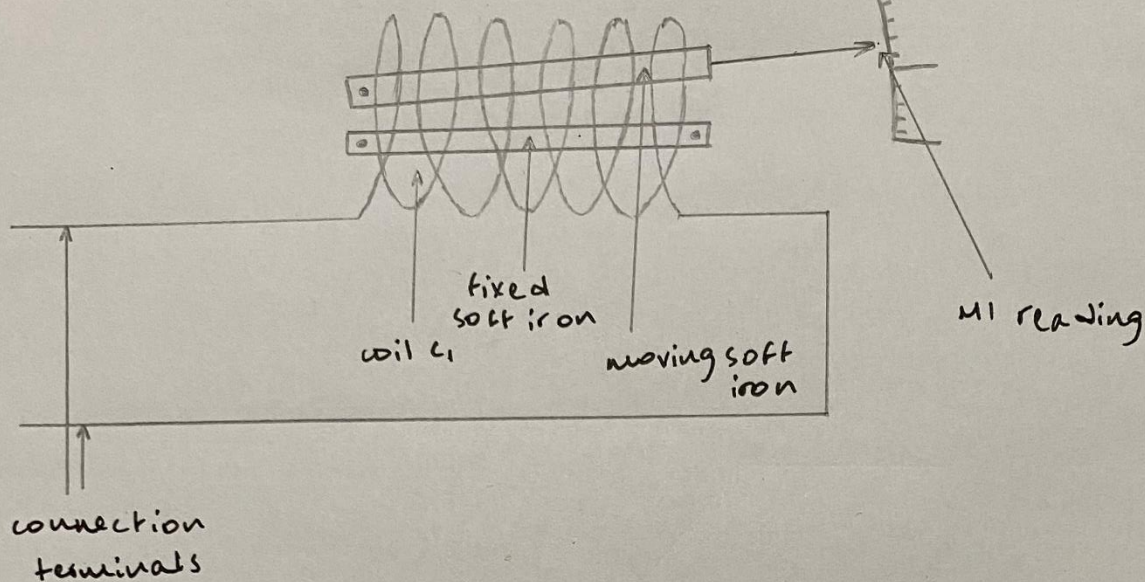 fixed
soft iron
coil c₁
moving soft
iron
MI reading
connection
terminals